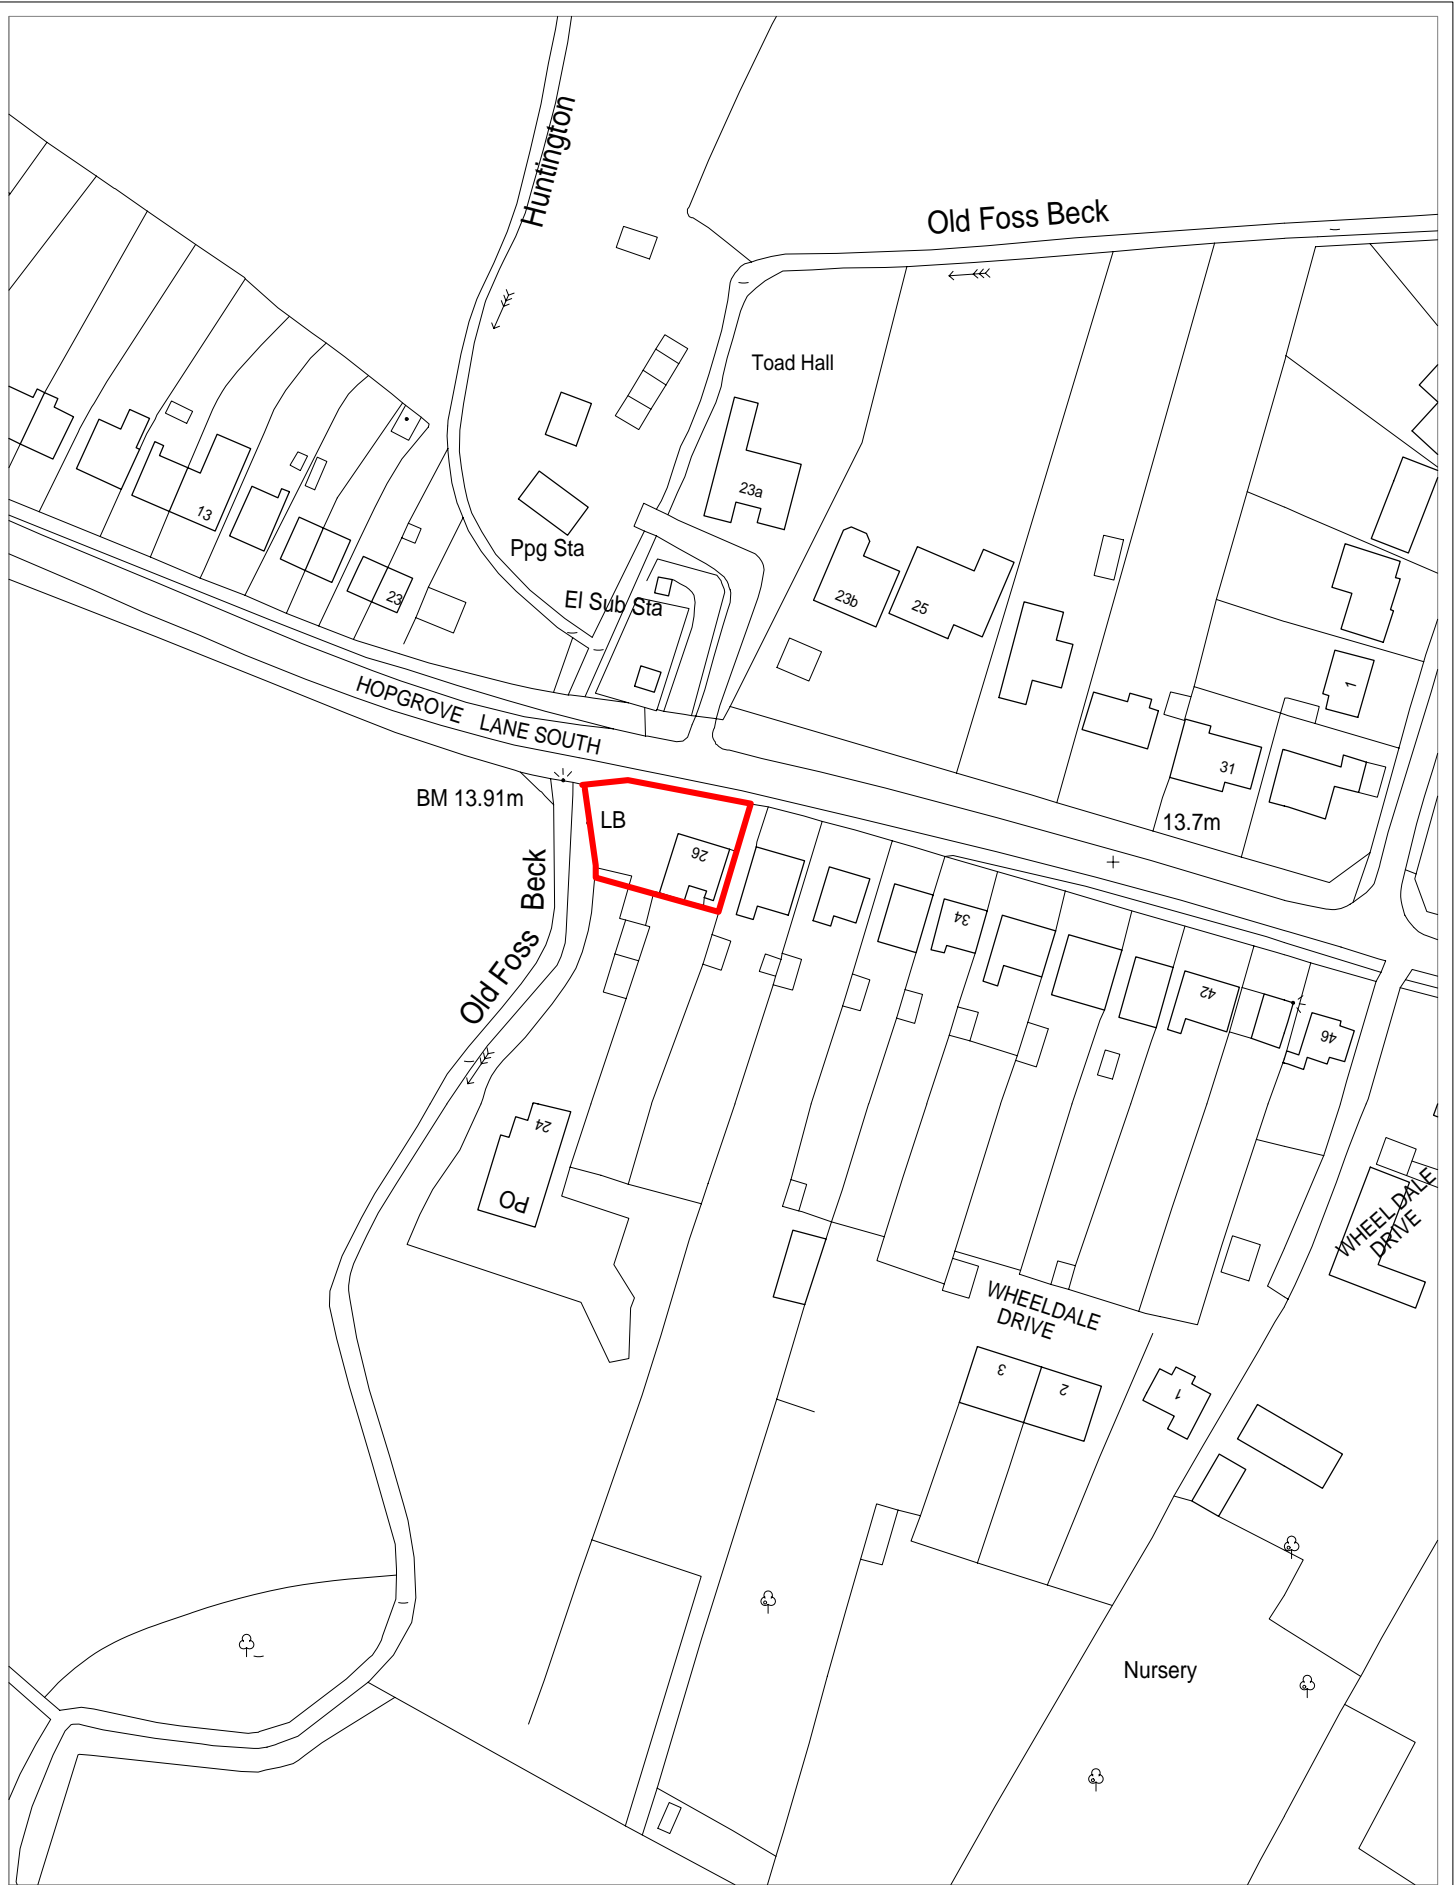 Huntington
Old Foss Beck
Toad Hall
23a
13
Ppg Sta
23
El Sub Sta
23b
25
1
HOPGROVE LANE SOUTH
31
BM 13.91m
LB
26
13.7m
Old Foss Beck
34
42
46
24
PO
WHEELDALE
DRIVE
WHEELDALE
DRIVE
3
2
1
Nursery